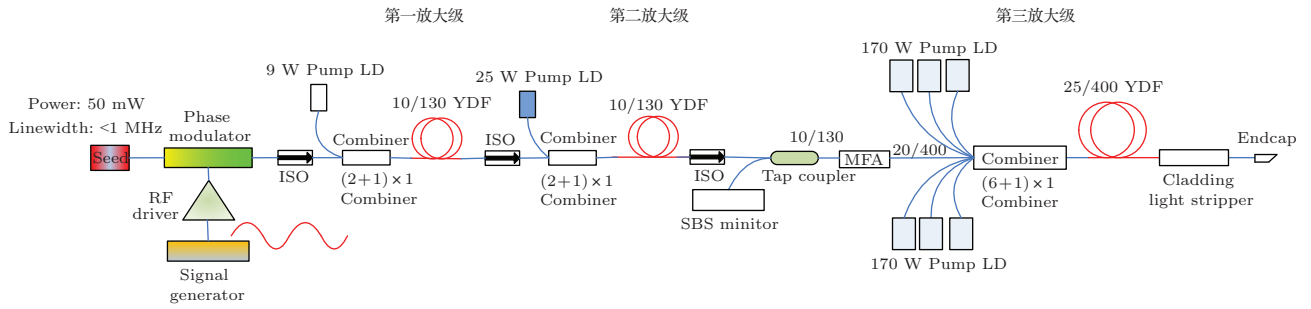 第一放大级
第二放大级
第三放大级
170 W Pump LD
9 W Pump LD
25 W Pump LD
10/130 YDF
10/130 YDF
25/400 YDF
Power: 50 mW
Linewidth: <1 MHz
Phase
modulator
Seed
ISO
Combiner
(2+1)×1
Combiner
ISO
Combiner
(2+1)×1
Combiner
ISO
10/130
Tap coupler
MFA
20/400
Combiner
(6+1)×1
Combiner
Endcap
Cladding
light stripper
RF
driver
SBS minitor
170 W Pump LD
Signal
generator